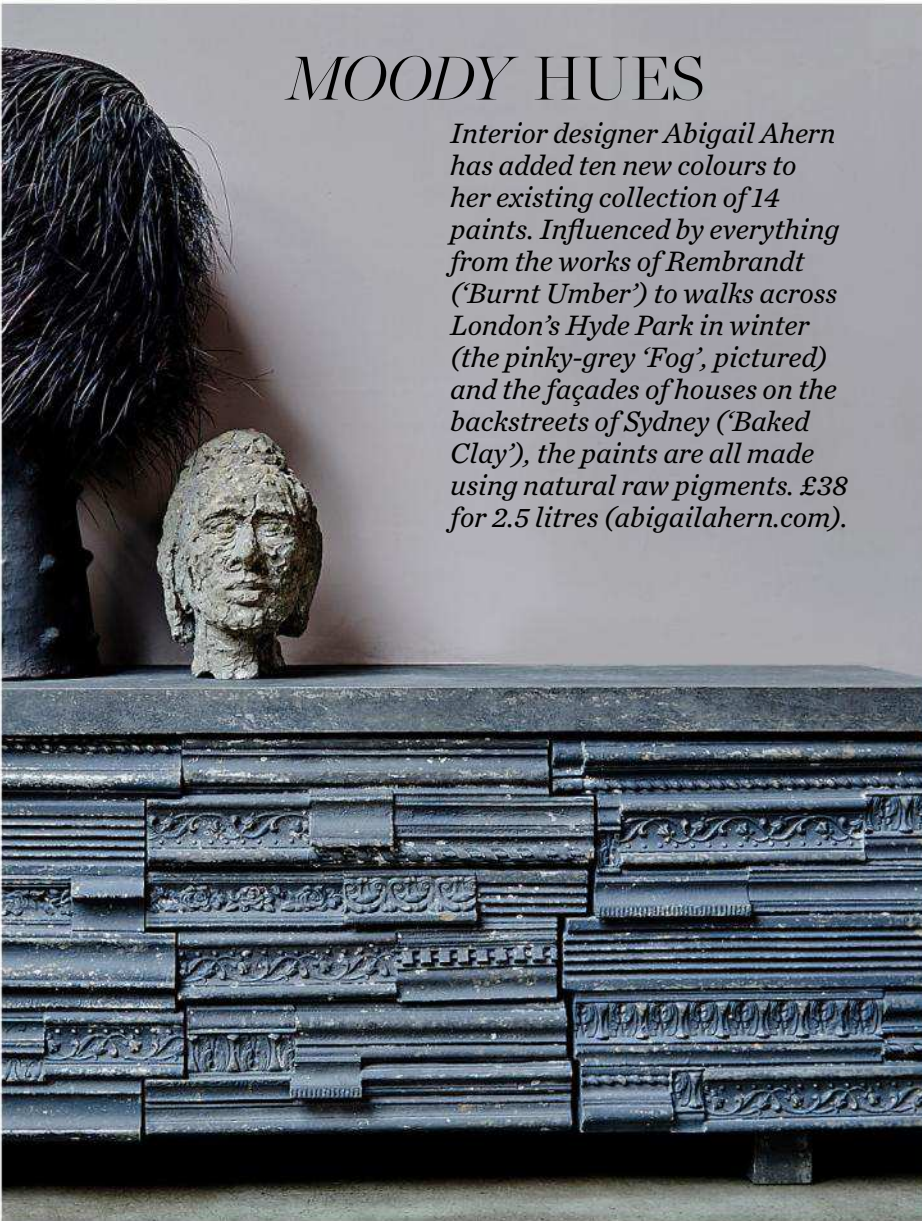 MOODY HUES
Interior designer Abigail Ahern
has added ten new colours to
her existing collection of 14
paints. Influenced by everything
from the works of Rembrandt
(‘Burnt Umber’) to walks across
London’s Hyde Park in winter
(the pinky-grey ‘Fog’, pictured)
and the façades of houses on the
backstreets of Sydney (‘Baked
Clay’), the paints are all made
using natural raw pigments. £38
for 2.5 litres (abigailahern.com).